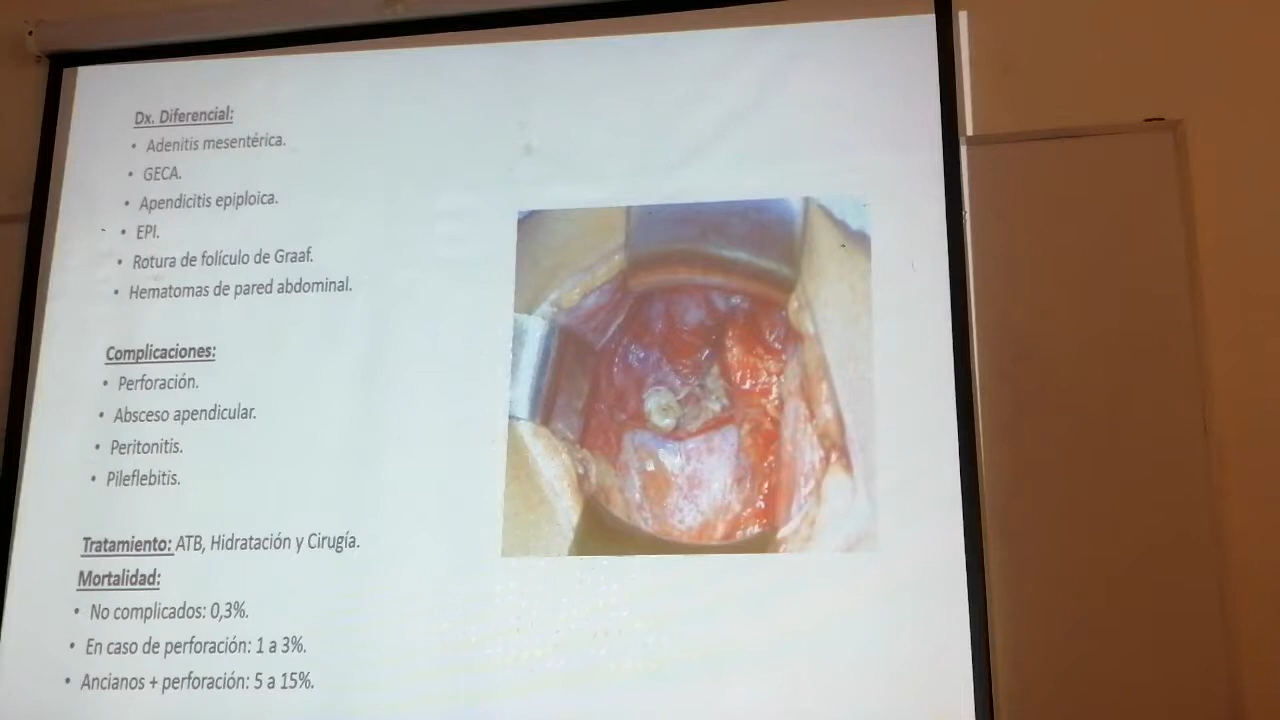 Dx. Diferencial:
• Adenitis mesentérica.
• GECA.
• Apendicitis epiploica.
• EPI.
• Rotura de folículo de Graaf.
• Hematomas de pared abdominal.
Complicaciones:
• Perforación.
• Absceso apendicular.
• Peritonitis.
• Pileflebitis.
Tratamiento: ATB, Hidratación y Cirugía.
Mortalidad:
• No complicados: 0,3%.
• En caso de perforación: 1 a 3%.
• Ancianos + perforación: 5 a 15%.